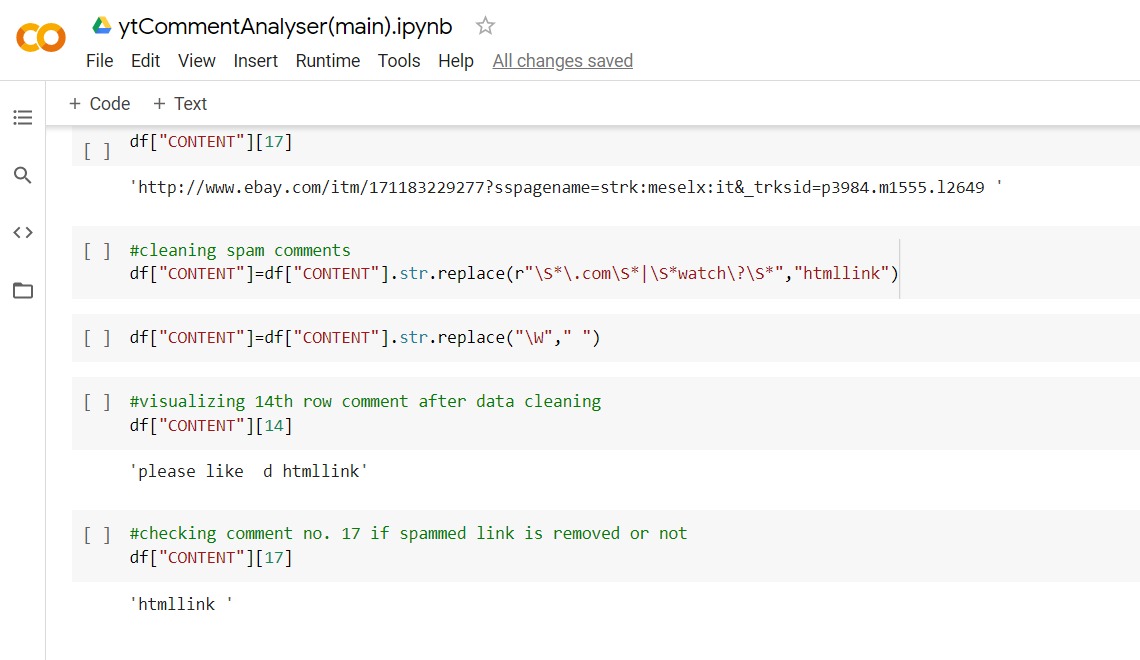 ytCommentAnalyser(main).ipynb
File Edit View Insert Runtime Tools Help All changes saved
+ Code + Text
[ ] df["CONTENT"][17]
'http://www.ebay.com/itm/171183229277?sspagename=strk:meselx:it&_trksid=p3984.m1555.l2649 '
[ ] #cleaning spam comments
df["CONTENT"]=df["CONTENT"].str.replace(r"\S*\.com\S*|\S*watch\?\S*","htmllink")
[ ] df["CONTENT"]=df["CONTENT"].str.replace("\W"," ")
[ ] #visualizing 14th row comment after data cleaning
df["CONTENT"][14]
'please like  d htmllink'
[ ] #checking comment no. 17 if spammed link is removed or not
df["CONTENT"][17]
'htmllink '